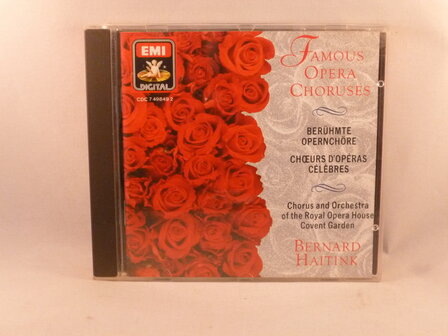 EMI
DIGITAL
CDC 7 49849 2
FAMOUS
OPERA
CHORUSES
BERÜHMTE
OPERNCHÖRE
CHŒURS D'OPÉRAS
CÉLÈBRES
Chorus and Orchestra
of the Royal Opera House
Covent Garden
BERNARD
HAITINK